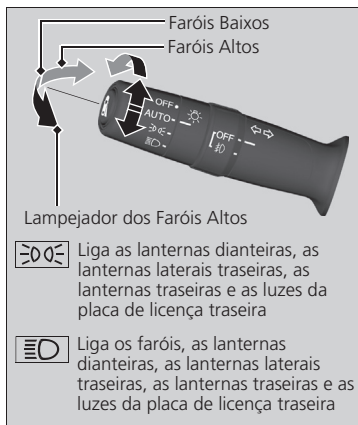 Faróis Baixos
Faróis Altos
OFF
AUTO
OFF
Lampejador dos Faróis Altos
Liga as lanternas dianteiras, as
lanternas laterais traseiras, as
lanternas traseiras e as luzes da
placa de licença traseira
Liga os faróis, as lanternas
dianteiras, as lanternas laterais
traseiras, as lanternas traseiras e as
luzes da placa de licença traseira